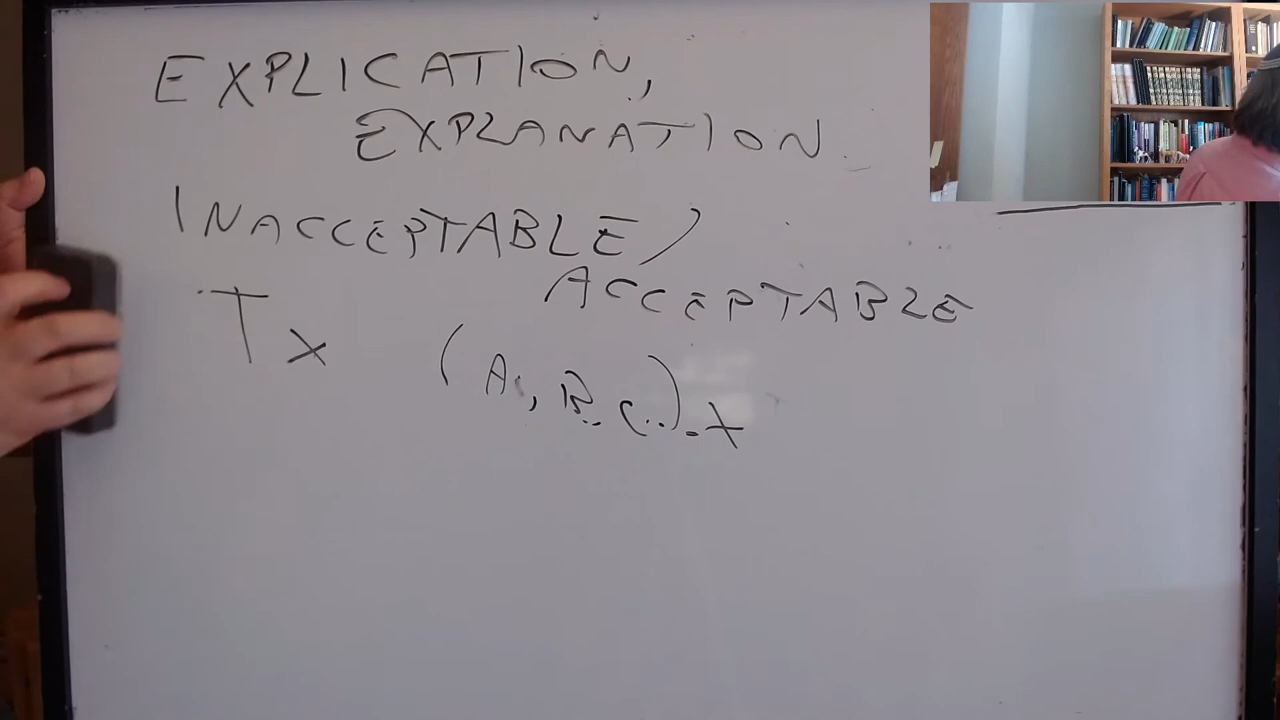 EXPLICATION,
EXPLANATION
INACCEPTABLE,
ACCEPTABLE
Tx (A, B.. C..).x